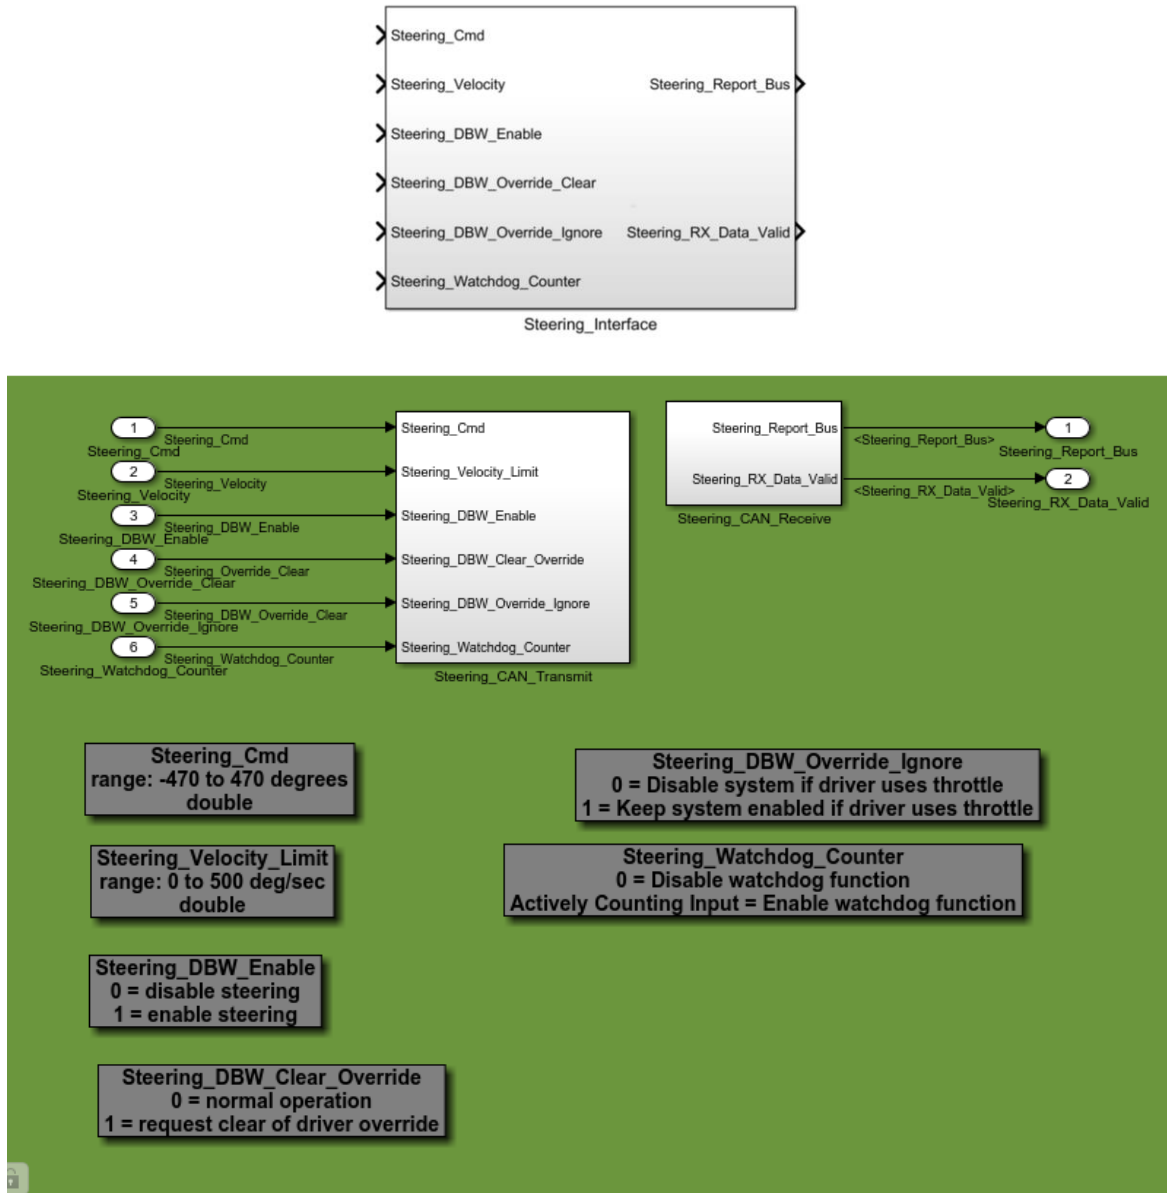 Steering_Cmd
Steering_Velocity
Steering_Report_Bus
Steering_DBW_Enable
Steering_DBW_Override_Clear
Steering_DBW_Override_Ignore
Steering_RX_Data_Valid
Steering_Watchdog_Counter
Steering_Interface
1
Steering_Cmd
Steering_Cmd
2
Steering_Velocity
Steering_Velocity
3
Steering_DBW_Enable
Steering_DBW_Enable
4
Steering_Override_Clear
Steering_DBW_Override_Clear
5
Steering_DBW_Override_Clear
Steering_DBW_Override_Ignore
6
Steering_Watchdog_Counter
Steering_Watchdog_Counter
Steering_Cmd
Steering_Velocity_Limit
Steering_DBW_Enable
Steering_DBW_Clear_Override
Steering_DBW_Override_Ignore
Steering_Watchdog_Counter
Steering_CAN_Transmit
Steering_Report_Bus
Steering_RX_Data_Valid
Steering_CAN_Receive
<Steering_Report_Bus>
1
Steering_Report_Bus
<Steering_RX_Data_Valid>
2
Steering_RX_Data_Valid
Steering_Cmd
range: -470 to 470 degrees
double
Steering_Velocity_Limit
range: 0 to 500 deg/sec
double
Steering_DBW_Enable
0 = disable steering
1 = enable steering
Steering_DBW_Clear_Override
0 = normal operation
1 = request clear of driver override
Steering_DBW_Override_Ignore
0 = Disable system if driver uses throttle
1 = Keep system enabled if driver uses throttle
Steering_Watchdog_Counter
0 = Disable watchdog function
Actively Counting Input = Enable watchdog function